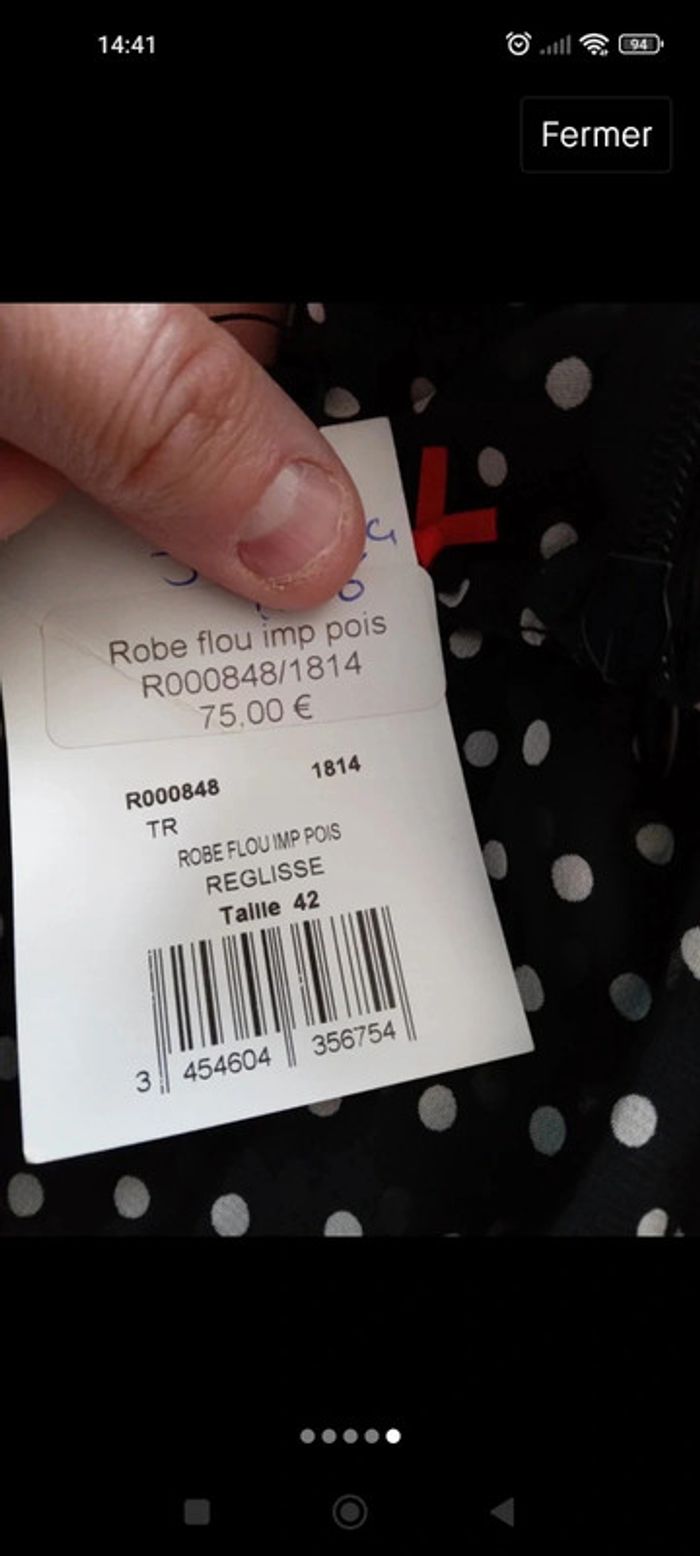 14:41
94
Fermer
Robe flou imp pois
R000848/1814
75,00 €
R000848 1814
TR
ROBE FLOU IMP POIS
REGLISSE
Taille 42
3 454604 356754